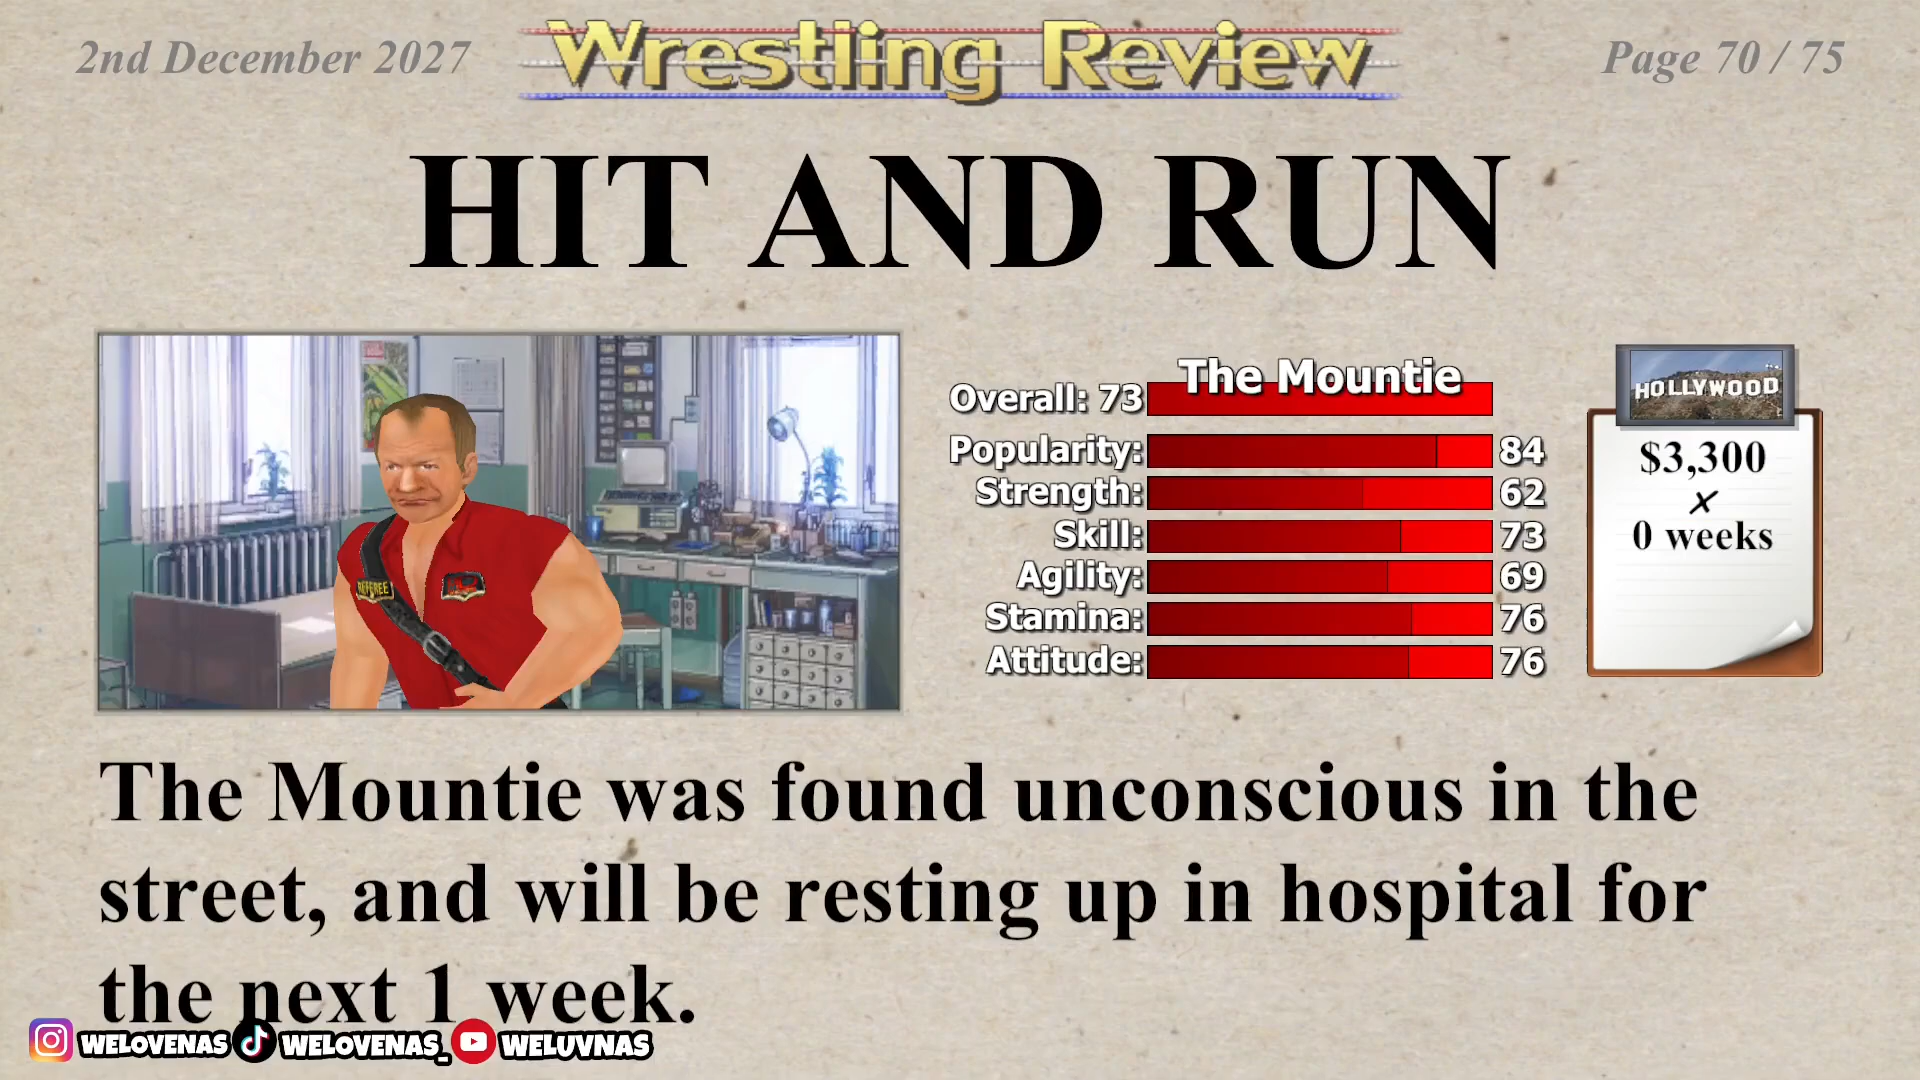 2nd December 2027
Wrestling Review
Page 70 / 75
HIT AND RUN
The Mountie
Overall: 73
Popularity: 84
Strength: 62
Skill: 73
Agility: 69
Stamina: 76
Attitude: 76
HOLLYWOOD
$3,300
×
0 weeks
REFEREE
The Mountie was found unconscious in the
street, and will be resting up in hospital for
the next 1 week.
WELOVENAS WELOVENAS_ WELUVNAS